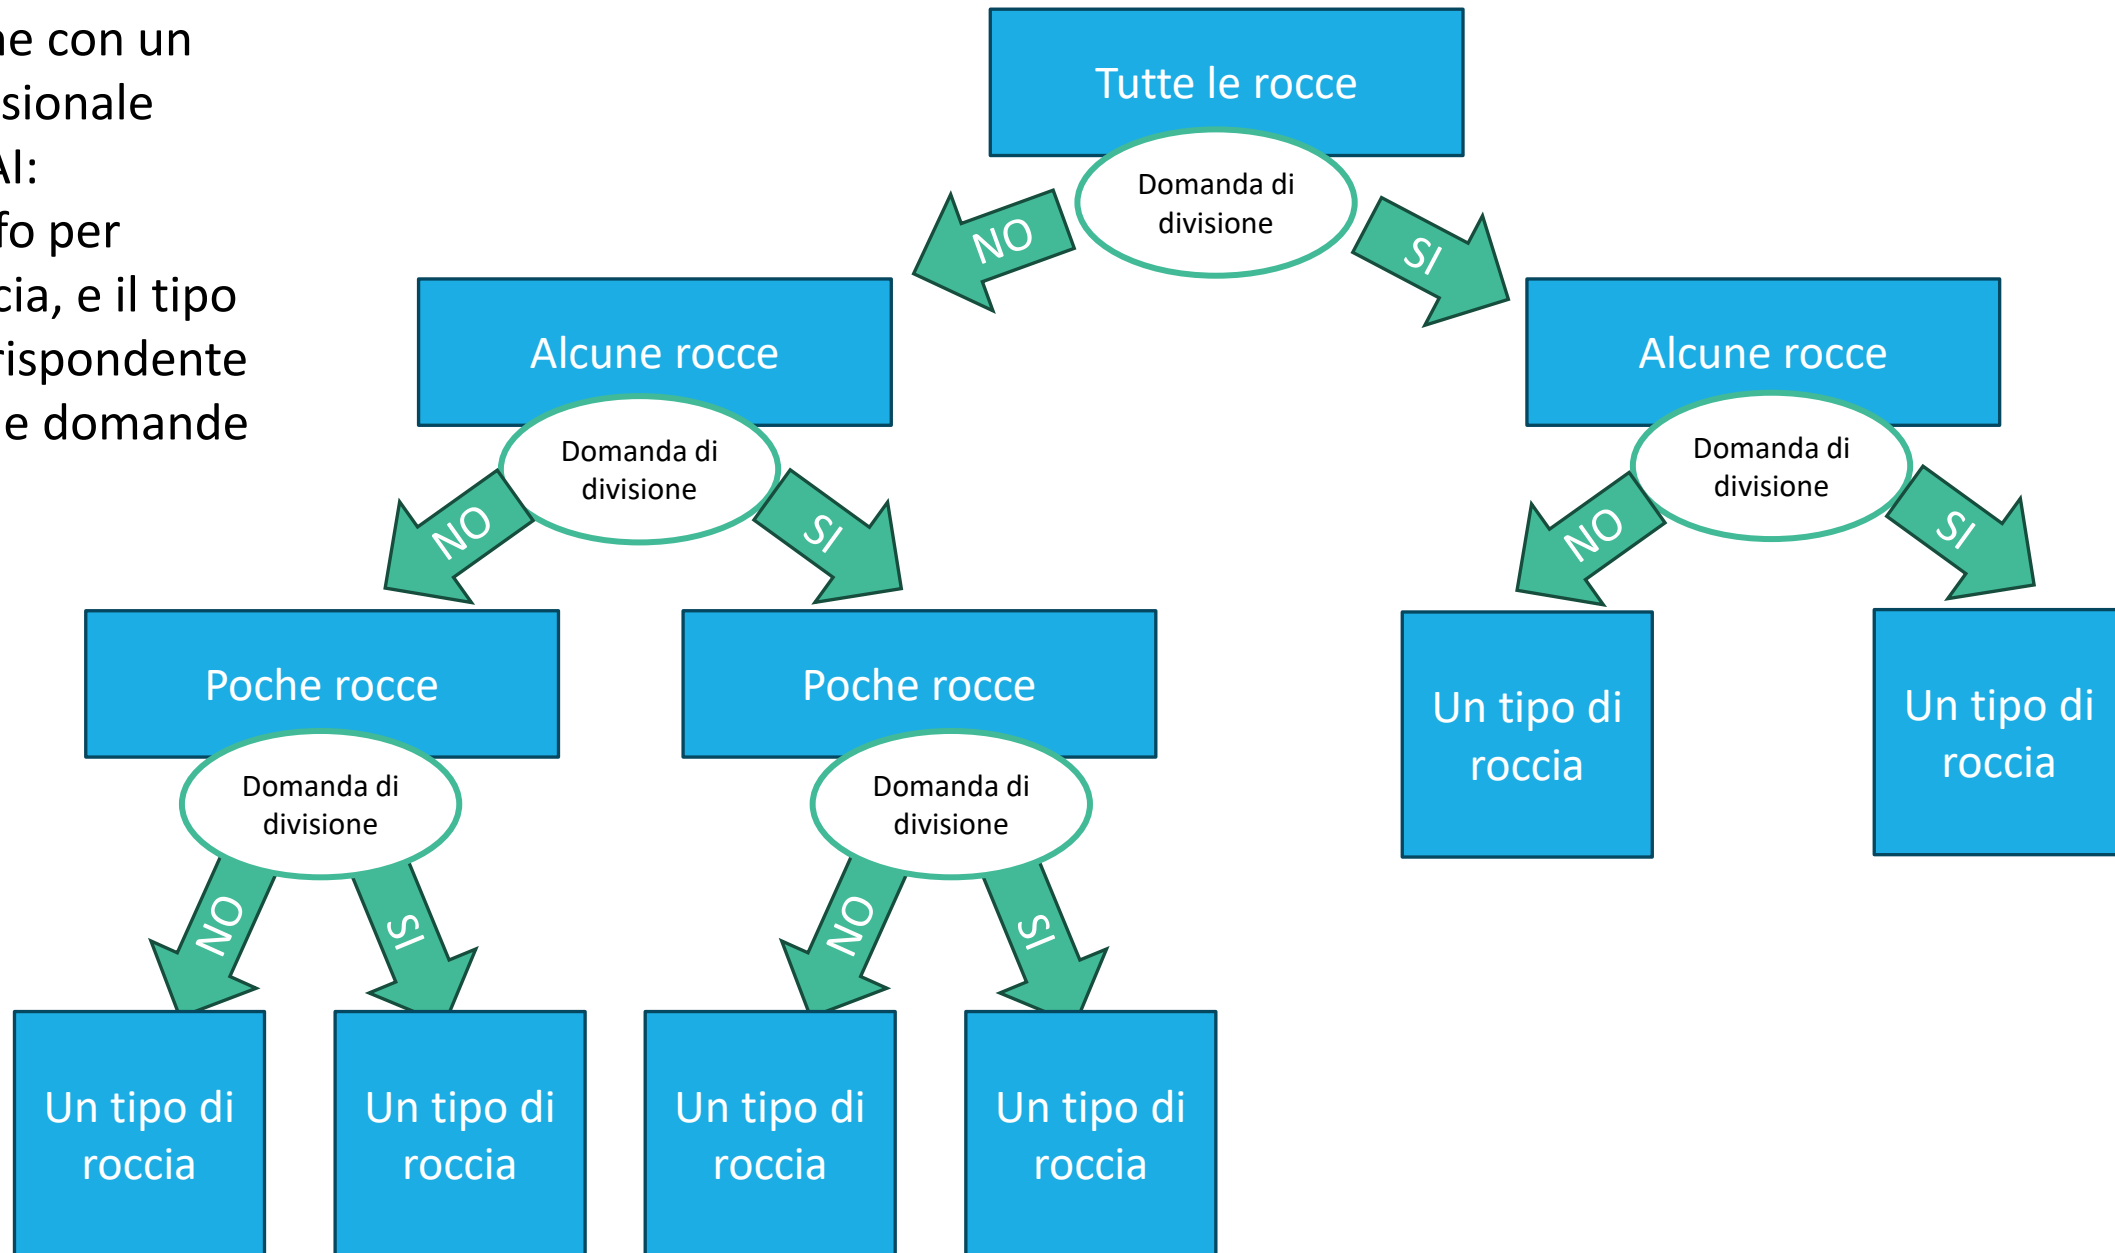 ne con un
sionale
AI:
fo per
cia, e il tipo
rispondente
e domande
Tutte le rocce
Domanda di
divisione
NO
SI
Alcune rocce
Domanda di
divisione
NO
SI
Alcune rocce
Domanda di
divisione
NO
SI
Poche rocce
Domanda di
divisione
NO
SI
Poche rocce
Domanda di
divisione
NO
SI
Un tipo di
roccia
Un tipo di
roccia
Un tipo di
roccia
Un tipo di
roccia
Un tipo di
roccia
Un tipo di
roccia